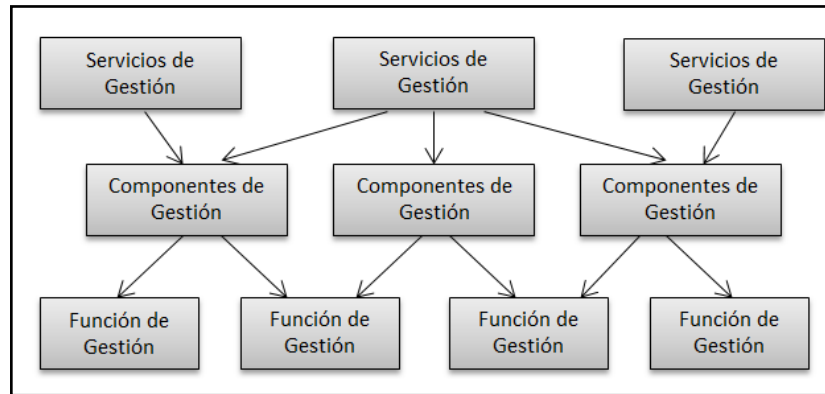 Servicios de
Gestión
Servicios de
Gestión
Servicios de
Gestión
Componentes de
Gestión
Componentes de
Gestión
Componentes de
Gestión
Función de
Gestión
Función de
Gestión
Función de
Gestión
Función de
Gestión